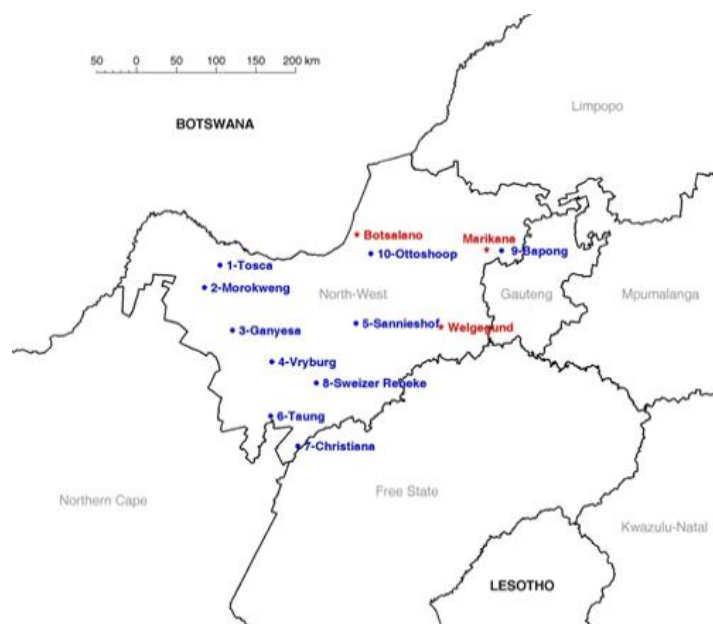 50 0 50 100 150 200 km
Limpopo
BOTSWANA
Botsalano
Marikana
10-Ottoshoop
9-Bapong
1-Tosca
2-Morokweng
North-West
Gauteng
Mpumalanga
5-Sannieshof
Welgegund
3-Ganyesa
4-Vryburg
8-Sweizer Reneke
6-Taung
7-Christiana
Free State
Northern Cape
Kwazulu-Natal
LESOTHO